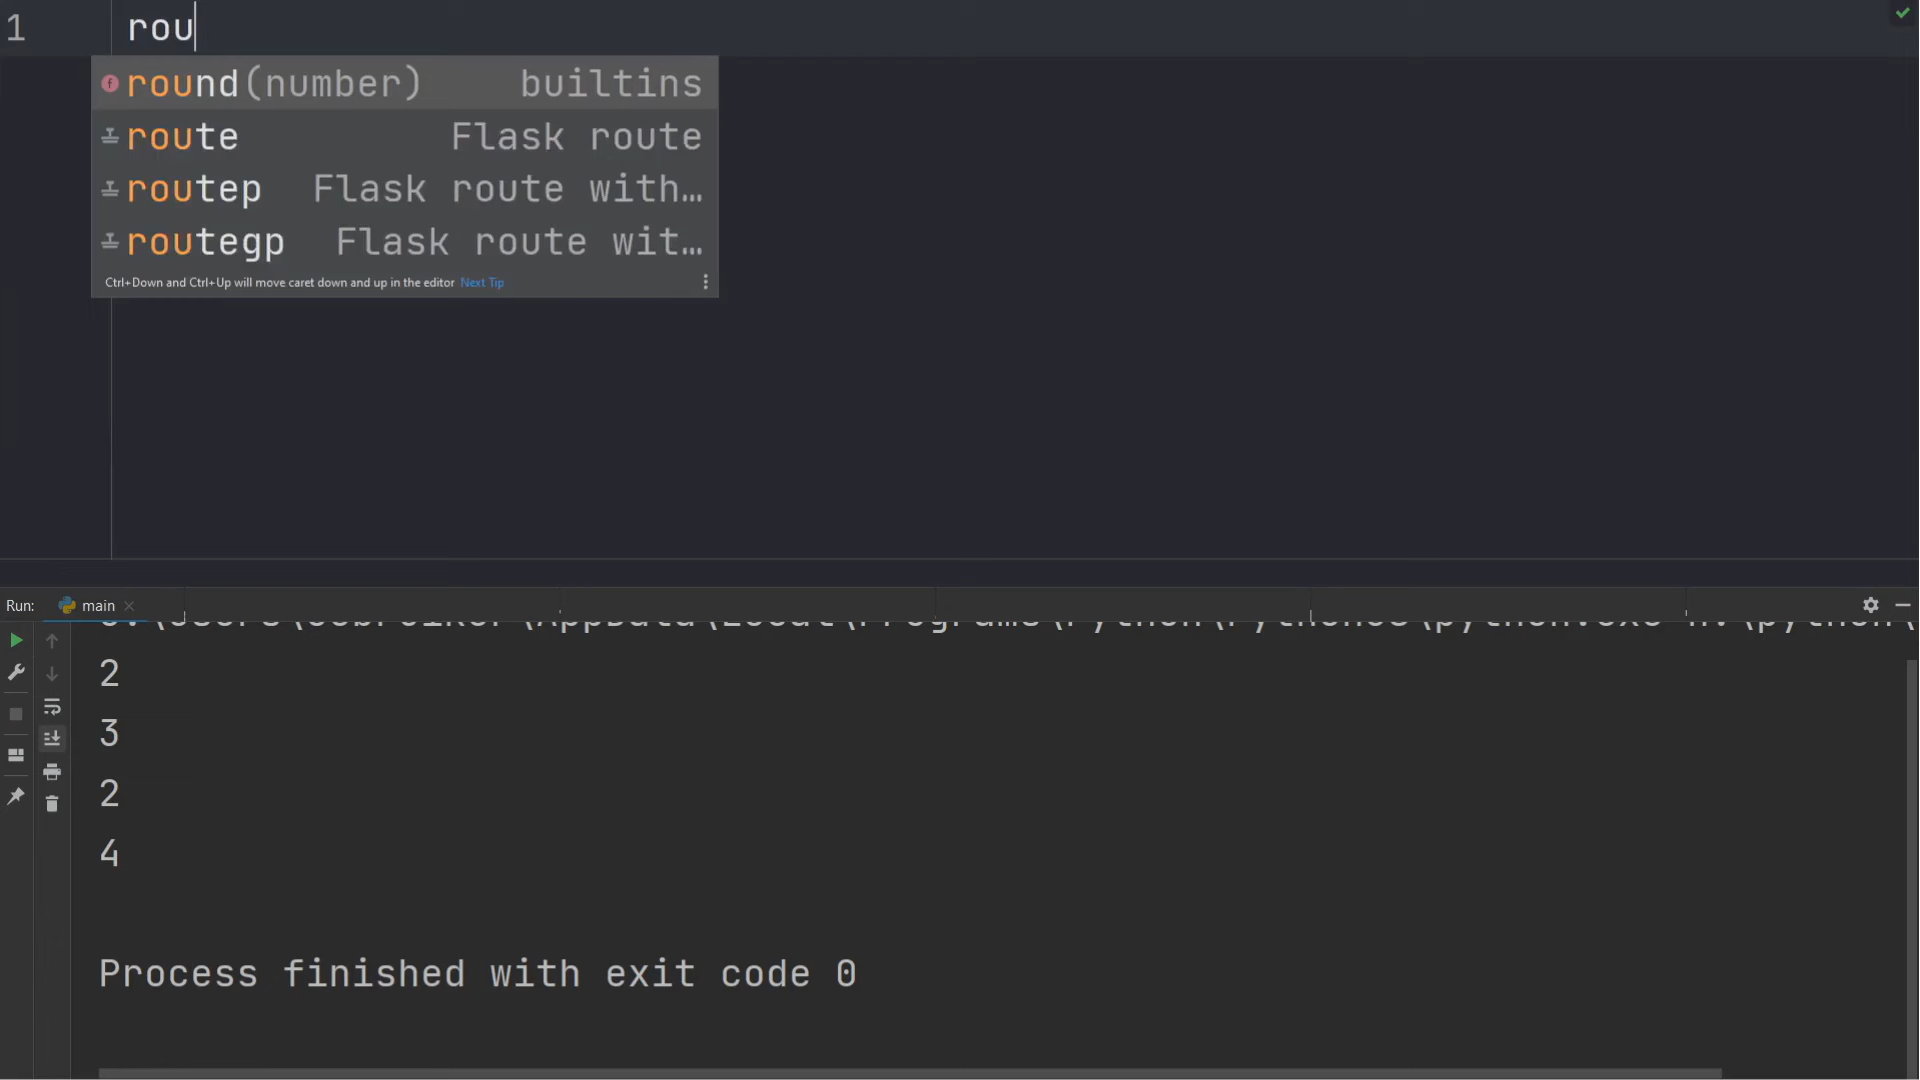 1 rou
round(number) builtins
route Flask route
routep Flask route with…
routegp Flask route wit…
Ctrl+Down and Ctrl+Up will move caret down and up in the editor Next Tip
Run: main
2
3
2
4
Process finished with exit code 0